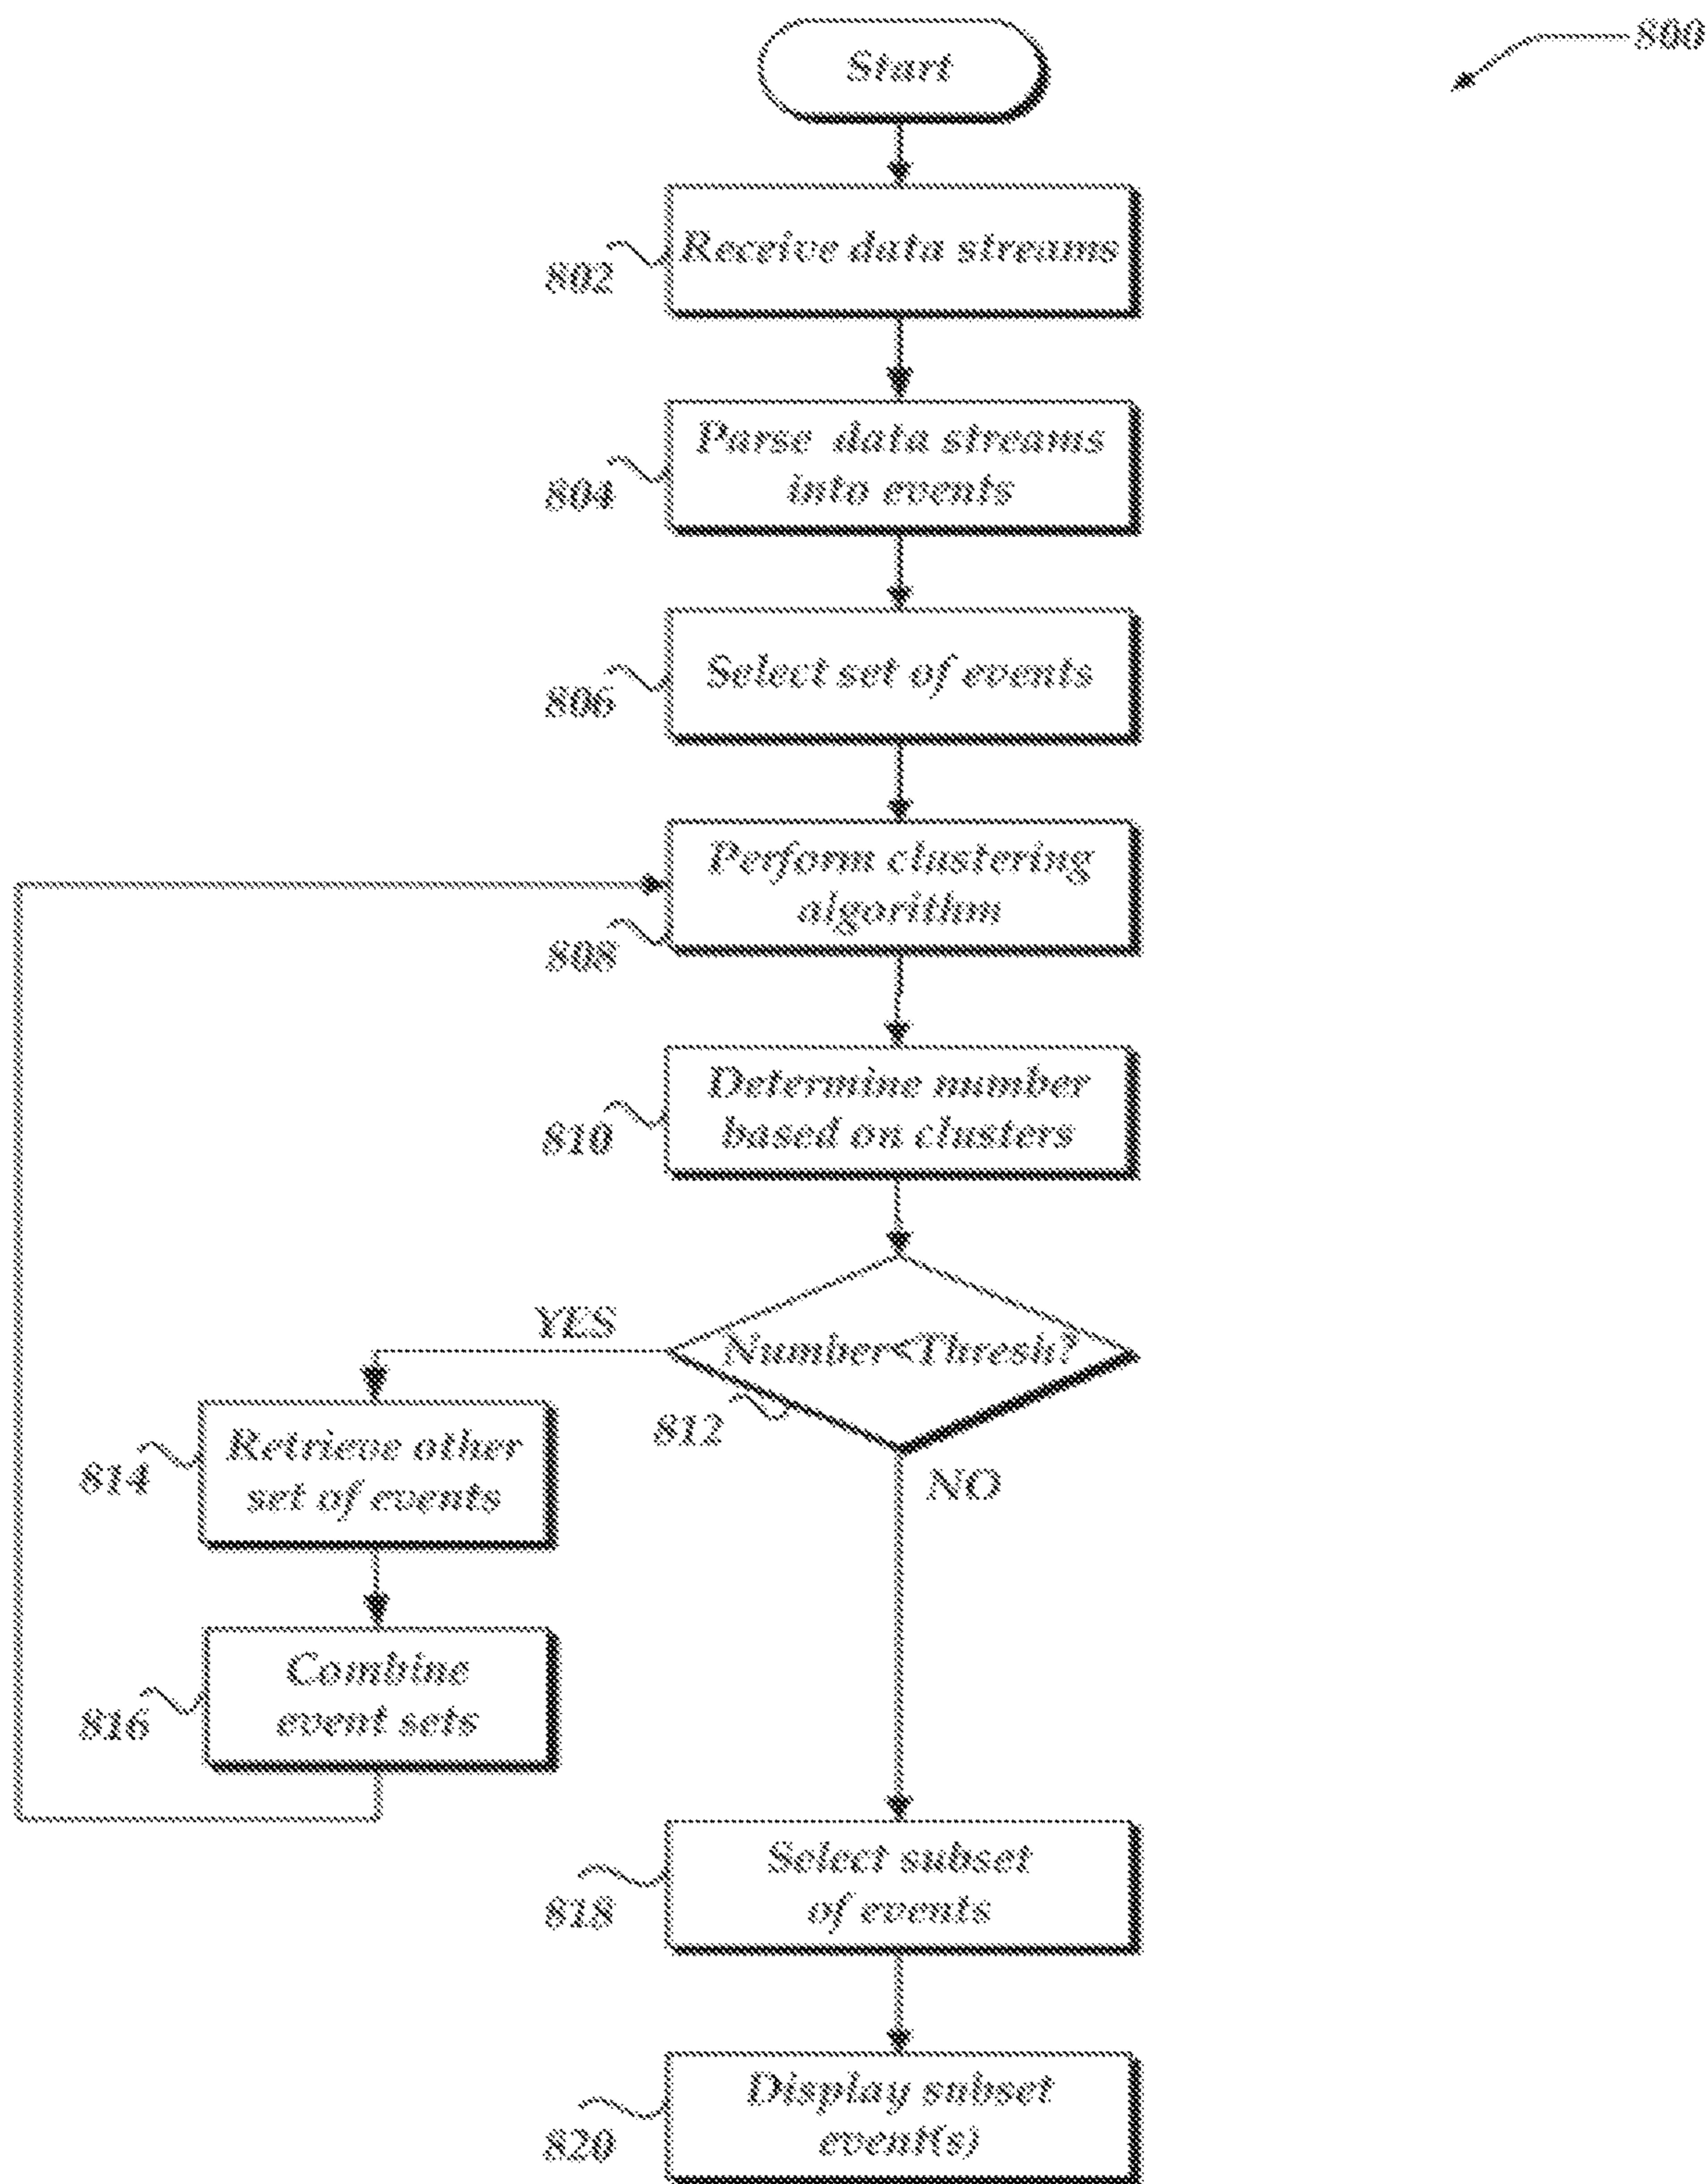 800
Start
Receive data streams
802
Parse data streams
into events
804
Select set of events
806
Perform clustering
algorithm
808
Determine number
based on clusters
810
YES
Number<Thresh?
812
NO
Retrieve other
set of events
814
Combine
event sets
816
Select subset
of events
818
Display subset
event(s)
820